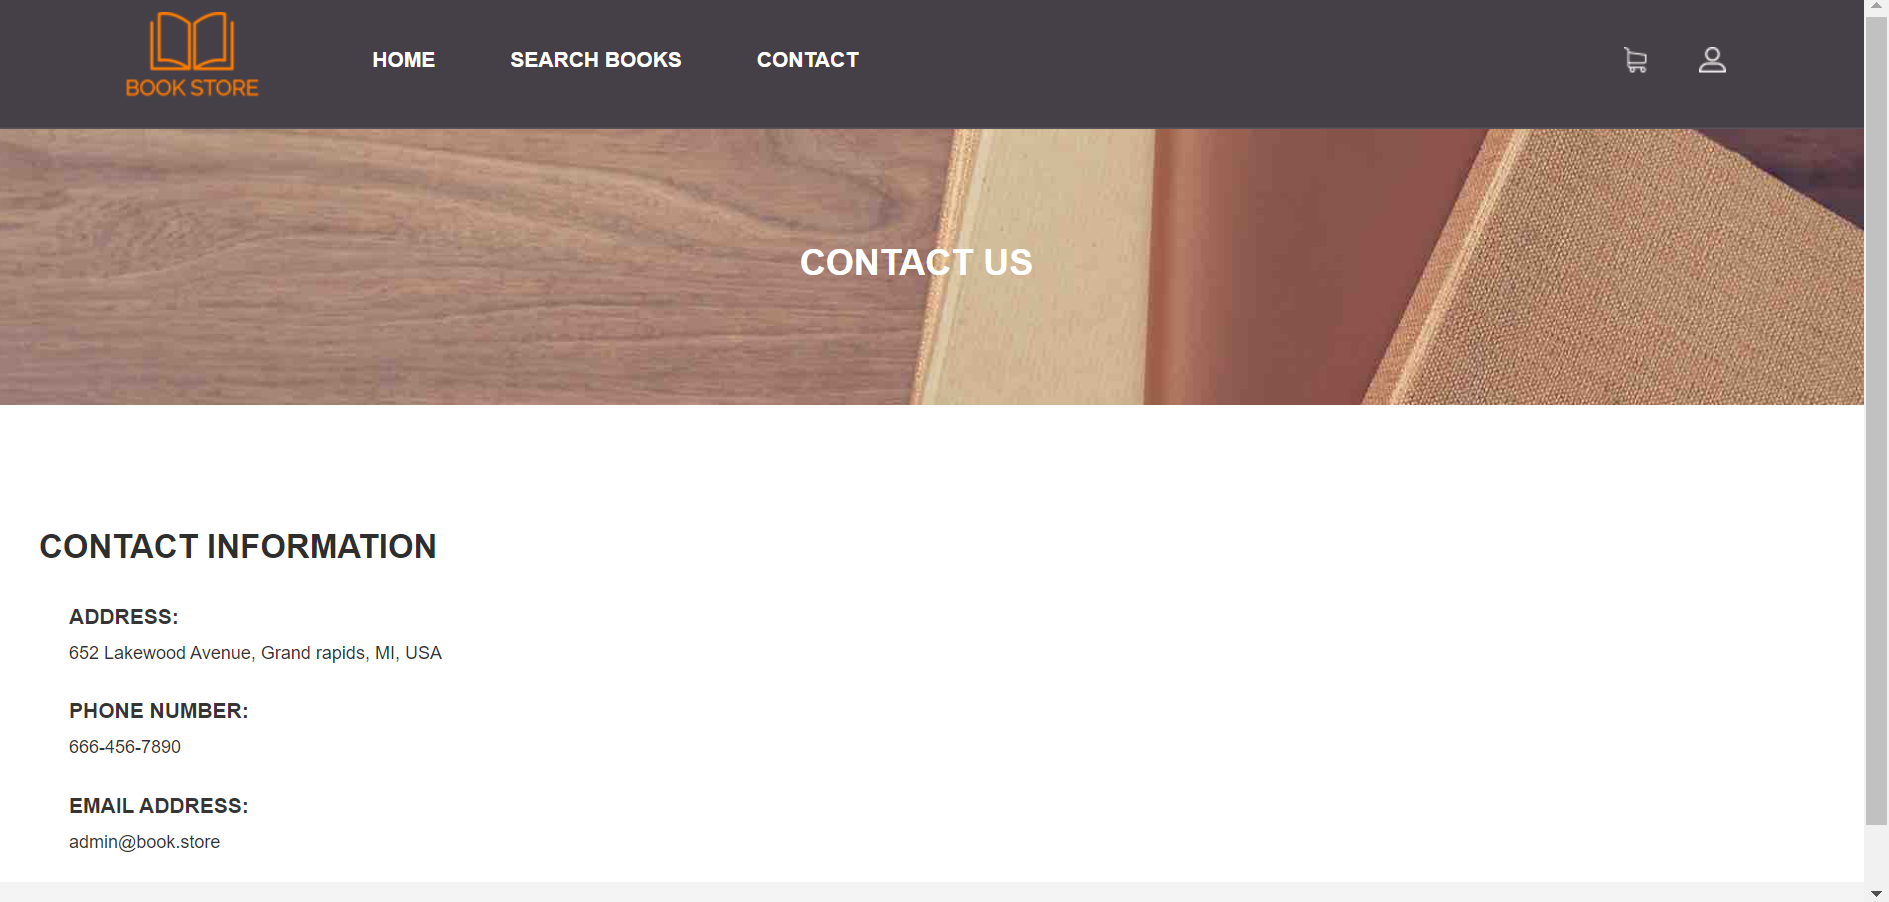 BOOK STORE
HOME
SEARCH BOOKS
CONTACT
CONTACT US
CONTACT INFORMATION
ADDRESS:
652 Lakewood Avenue, Grand rapids, MI, USA
PHONE NUMBER:
666-456-7890
EMAIL ADDRESS:
admin@book.store